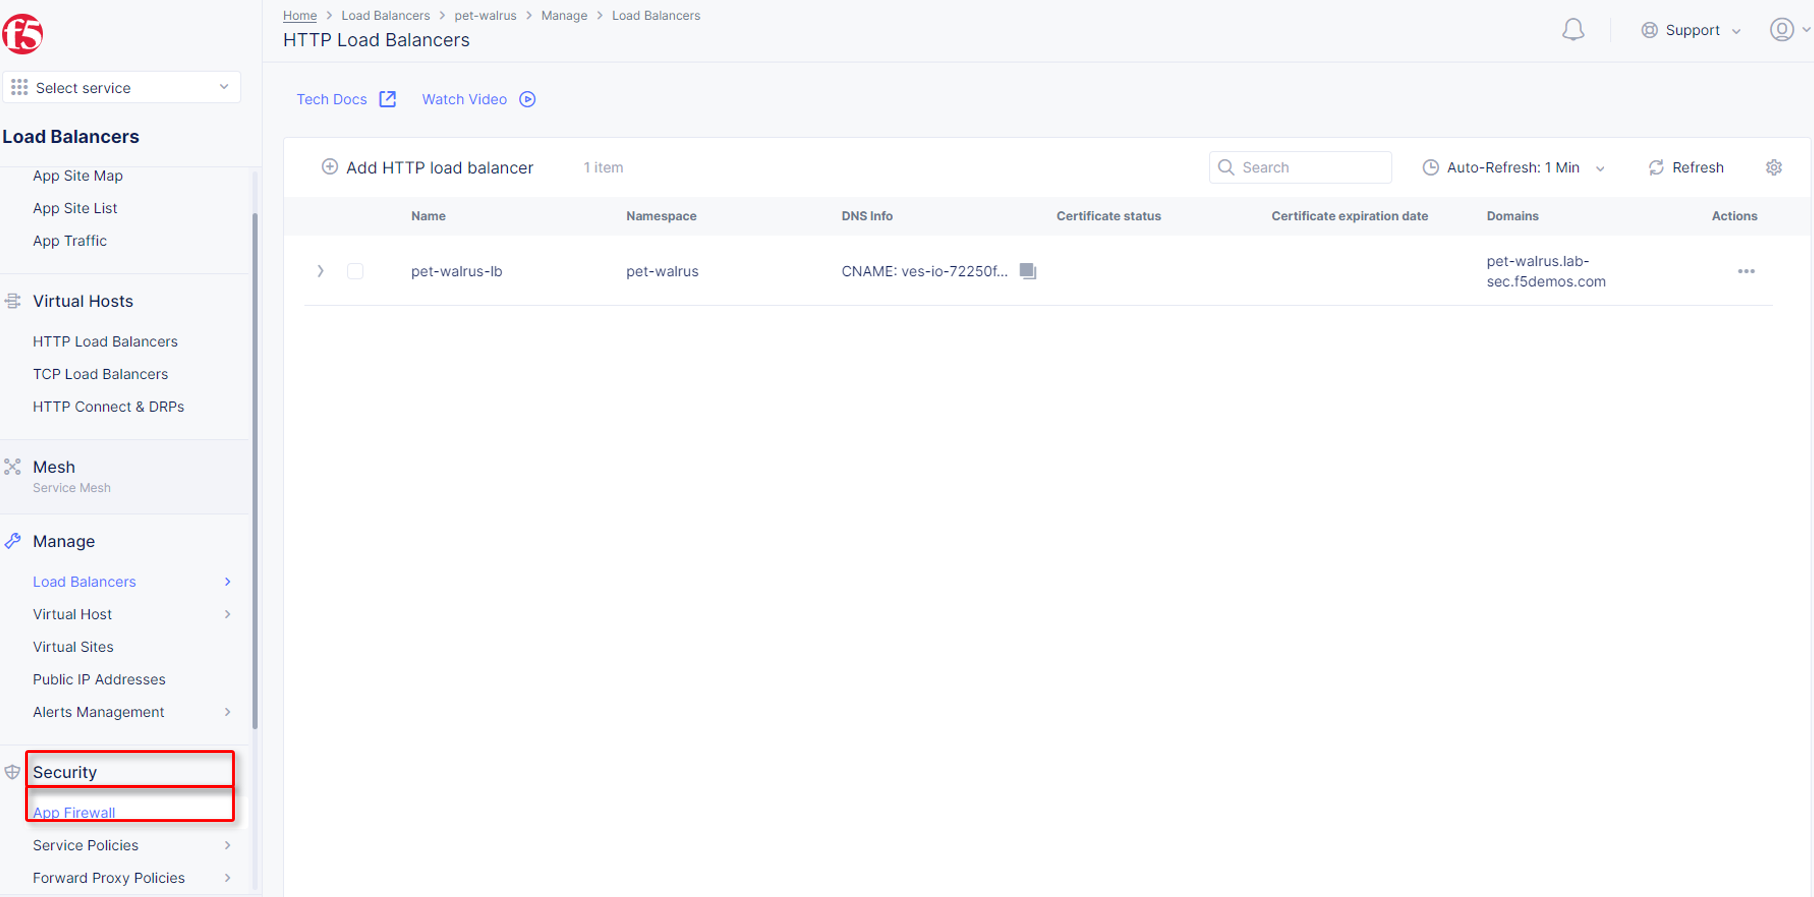 f5
Select service
Load Balancers
App Site Map
App Site List
App Traffic
Virtual Hosts
HTTP Load Balancers
TCP Load Balancers
HTTP Connect & DRPs
Mesh
Service Mesh
Manage
Load Balancers
Virtual Host
Virtual Sites
Public IP Addresses
Alerts Management
Security
App Firewall
Service Policies
Forward Proxy Policies
Home > Load Balancers > pet-walrus > Manage > Load Balancers
HTTP Load Balancers
Support
Tech Docs Watch Video
Add HTTP load balancer 1 item Search Auto-Refresh: 1 Min Refresh
Name Namespace DNS Info Certificate status Certificate expiration date Domains Actions
pet-walrus-lb pet-walrus CNAME: ves-io-72250f... pet-walrus.lab-
sec.f5demos.com